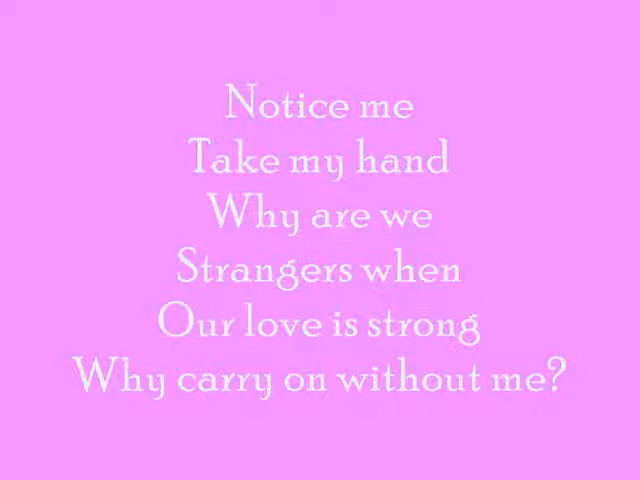 Notice me
Take my hand
Why are we
Strangers when
Our love is strong
Why carry on without me?